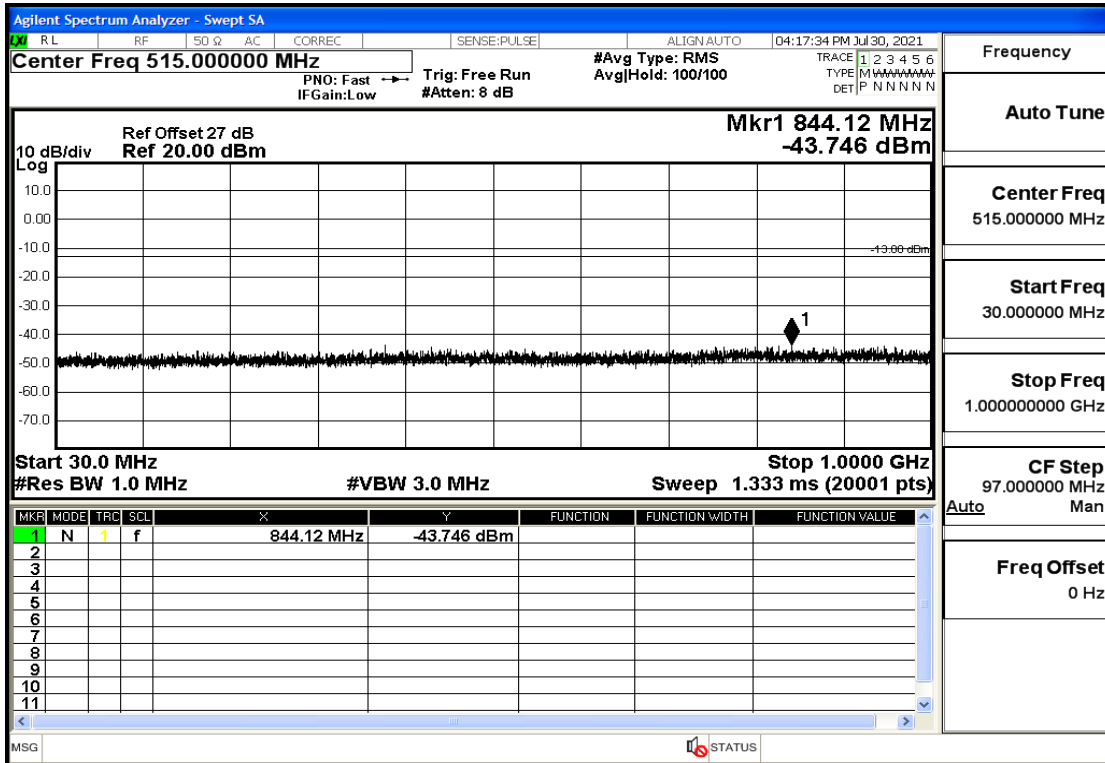 Agilent Spectrum Analyzer - Swept SA
LXI RL RF 50 Ω AC CORREC SENSE:PULSE ALIGN AUTO 04:17:34 PM Jul 30, 2021
Center Freq 515.000000 MHz
PNO: Fast
IFGain:Low
Trig: Free Run
#Atten: 8 dB
#Avg Type: RMS
Avg|Hold: 100/100
TRACE 1 2 3 4 5 6
TYPE M WWWWW
DET P N N N N N
Ref Offset 27 dB
10 dB/div Ref 20.00 dBm
Log
Mkr1 844.12 MHz
-43.746 dBm
10.0
0.00
-10.0
-13.00 dBm
-20.0
-30.0
1
-40.0
-50.0
-60.0
-70.0
Start 30.0 MHz Stop 1.0000 GHz
#Res BW 1.0 MHz #VBW 3.0 MHz Sweep 1.333 ms (20001 pts)
MKR MODE TRC SCL X Y FUNCTION FUNCTION WIDTH FUNCTION VALUE
1 N 1 f 844.12 MHz -43.746 dBm
2
3
4
5
6
7
8
9
10
11
MSG STATUS
Frequency
Auto Tune
Center Freq
515.000000 MHz
Start Freq
30.000000 MHz
Stop Freq
1.000000000 GHz
CF Step
97.000000 MHz
Auto Man
Freq Offset
0 Hz